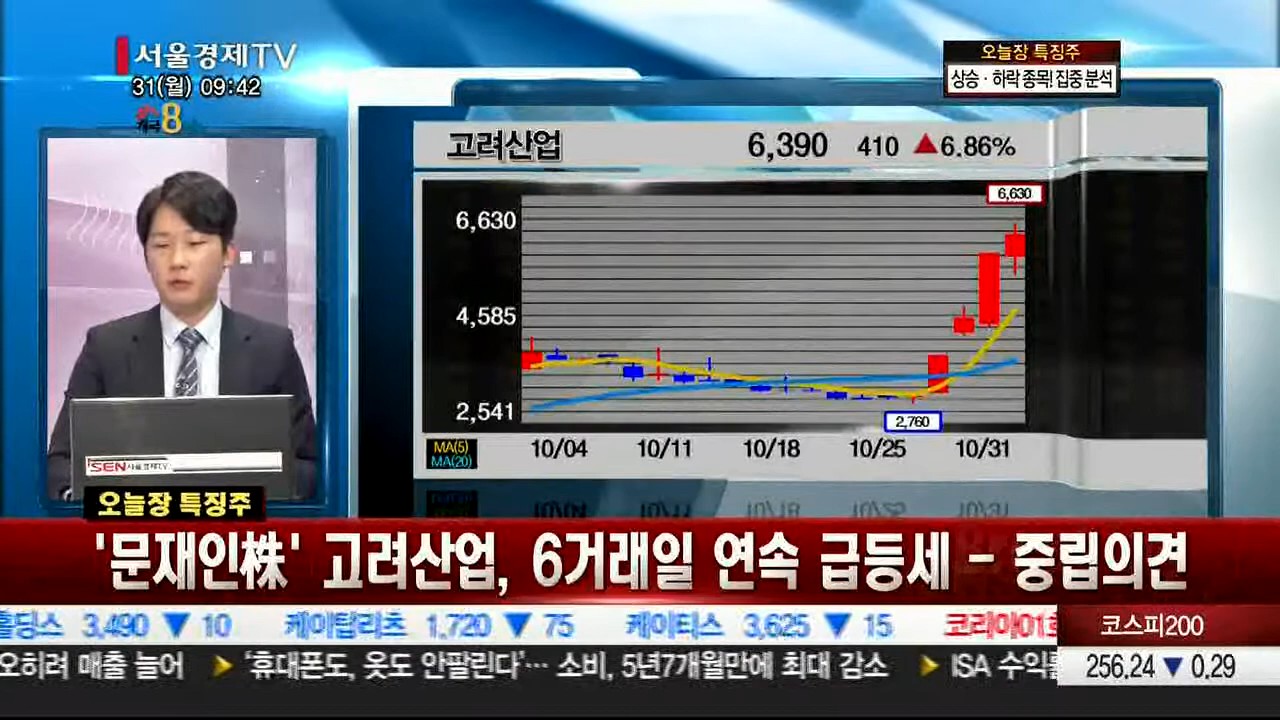 서울경제TV
31(월) 09:42
8
오늘장 특징주
상승 · 하락 종목! 집중 분석
고려산업 6,390 410 ▲6.86%
6,630
6,630
4,585
2,541
2,760
MA(5)
MA(20)
10/04 10/11 10/18 10/25 10/31
SEN 서울경제TV
오늘장 특징주
'문재인株' 고려산업, 6거래일 연속 급등세 - 중립의견
홀딩스 3,490 ▼ 10 케이탑리츠 1,720 ▼ 75 케이티스 3,625 ▼ 15 코리아01
코스피200
오히려 매출 늘어 ▶ '휴대폰도, 옷도 안팔린다'… 소비, 5년7개월만에 최대 감소 ▶ ISA 수익
256.24 ▼ 0.29